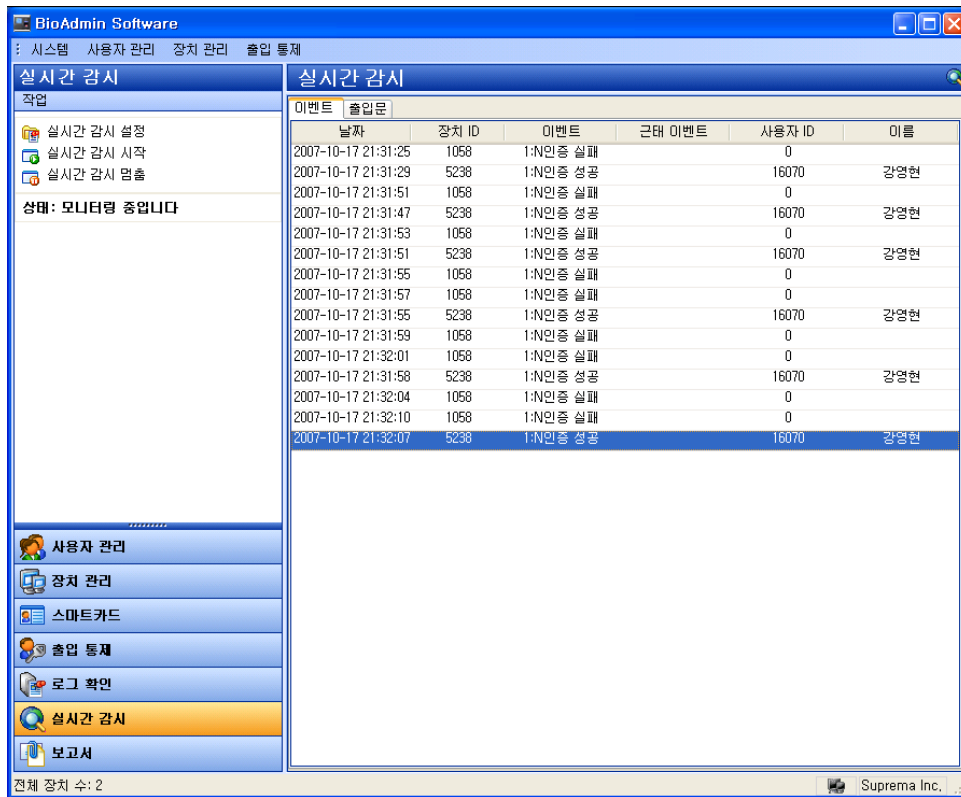 BioAdmin Software
시스템 사용자 관리 장치 관리 출입 통제
실시간 감시
작업
실시간 감시 설정
실시간 감시 시작
실시간 감시 멈춤
상태: 모니터링 중입니다
사용자 관리
장치 관리
스마트카드
출입 통제
로그 확인
실시간 감시
보고서
실시간 감시
이벤트 출입문
날짜 장치 ID 이벤트 근태 이벤트 사용자 ID 이름
2007-10-17 21:31:25 1058 1:N인증 실패 0
2007-10-17 21:31:29 5238 1:N인증 성공 16070 강영현
2007-10-17 21:31:51 1058 1:N인증 실패 0
2007-10-17 21:31:47 5238 1:N인증 성공 16070 강영현
2007-10-17 21:31:53 1058 1:N인증 실패 0
2007-10-17 21:31:51 5238 1:N인증 성공 16070 강영현
2007-10-17 21:31:55 1058 1:N인증 실패 0
2007-10-17 21:31:57 1058 1:N인증 실패 0
2007-10-17 21:31:55 5238 1:N인증 성공 16070 강영현
2007-10-17 21:31:59 1058 1:N인증 실패 0
2007-10-17 21:32:01 1058 1:N인증 실패 0
2007-10-17 21:31:58 5238 1:N인증 성공 16070 강영현
2007-10-17 21:32:04 1058 1:N인증 실패 0
2007-10-17 21:32:10 1058 1:N인증 실패 0
2007-10-17 21:32:07 5238 1:N인증 성공 16070 강영현
전체 장치 수: 2
Suprema Inc.